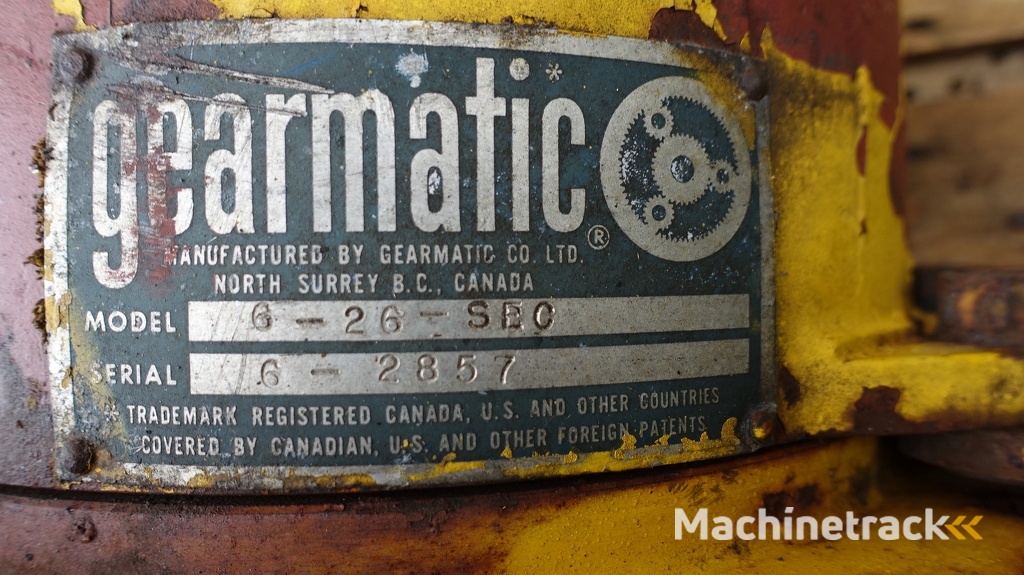 gearmatic*
®
MANUFACTURED BY GEARMATIC CO. LTD.
NORTH SURREY B.C., CANADA
MODEL 6-26-SEC
SERIAL 6-2857
* TRADEMARK REGISTERED CANADA, U.S. AND OTHER COUNTRIES
COVERED BY CANADIAN, U.S. AND OTHER FOREIGN PATENTS
Machinetrack